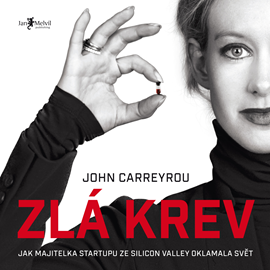 Jan Melvil
publishing
JOHN CARREYROU
ZLÁ KREV
JAK MAJITELKA STARTUPU ZE SILICON VALLEY OKLAMALA SVĚT